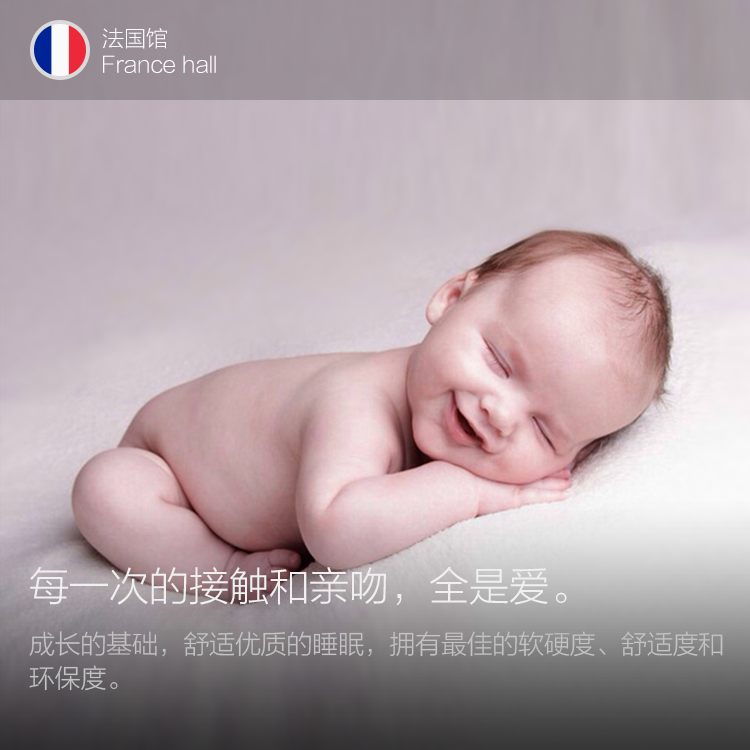 法国馆
France hall
每一次的接触和亲吻，全是爱。
成长的基础，舒适优质的睡眠，拥有最佳的软硬度、舒适度和
环保度。